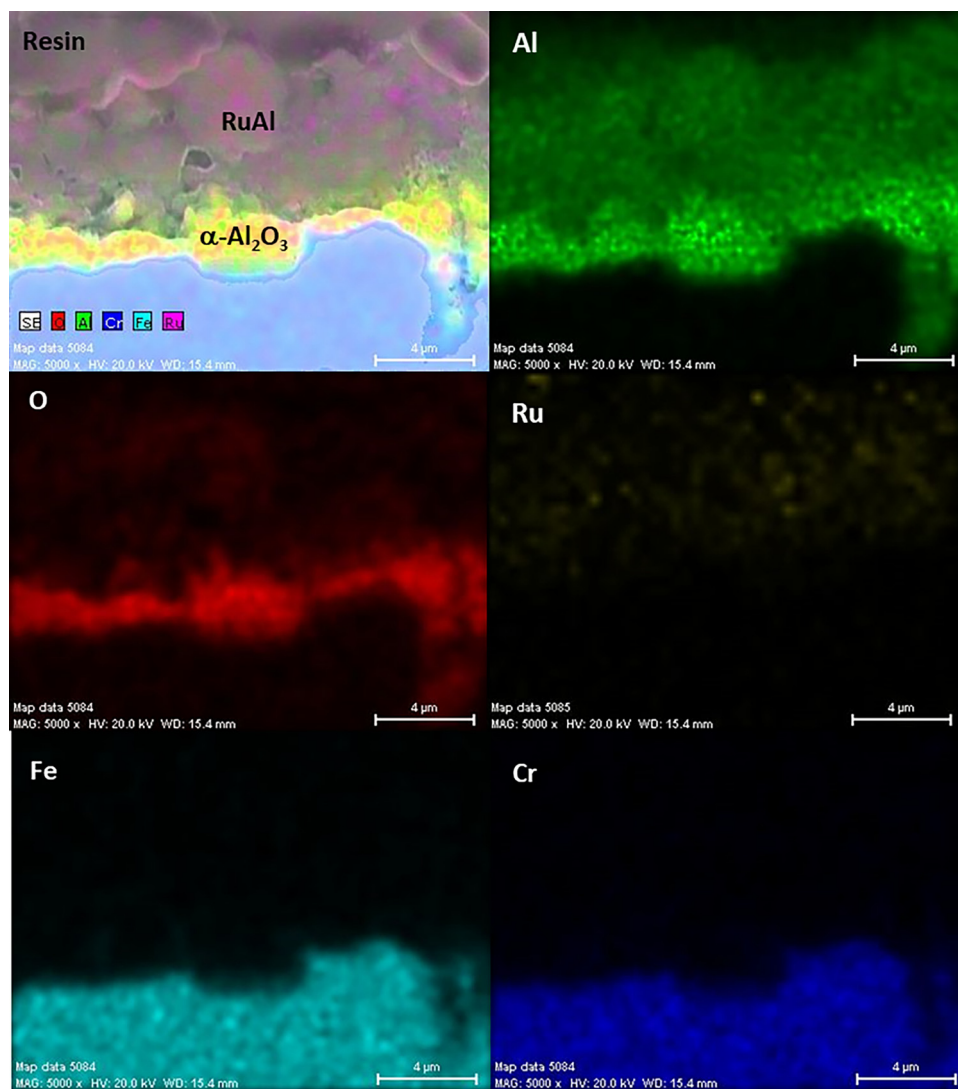 Resin
RuAl
α-Al₂O₃
SE O Al Cr Fe Ru
Map data 5084
MAG: 5000 x HV: 20.0 kV WD: 15.4 mm
4 µm
Al
Map data 5084
MAG: 5000 x HV: 20.0 kV WD: 15.4 mm
4 µm
O
Map data 5084
MAG: 5000 x HV: 20.0 kV WD: 15.4 mm
4 µm
Ru
Map data 5085
MAG: 5000 x HV: 20.0 kV WD: 15.4 mm
4 µm
Fe
Map data 5084
MAG: 5000 x HV: 20.0 kV WD: 15.4 mm
4 µm
Cr
Map data 5084
MAG: 5000 x HV: 20.0 kV WD: 15.4 mm
4 µm